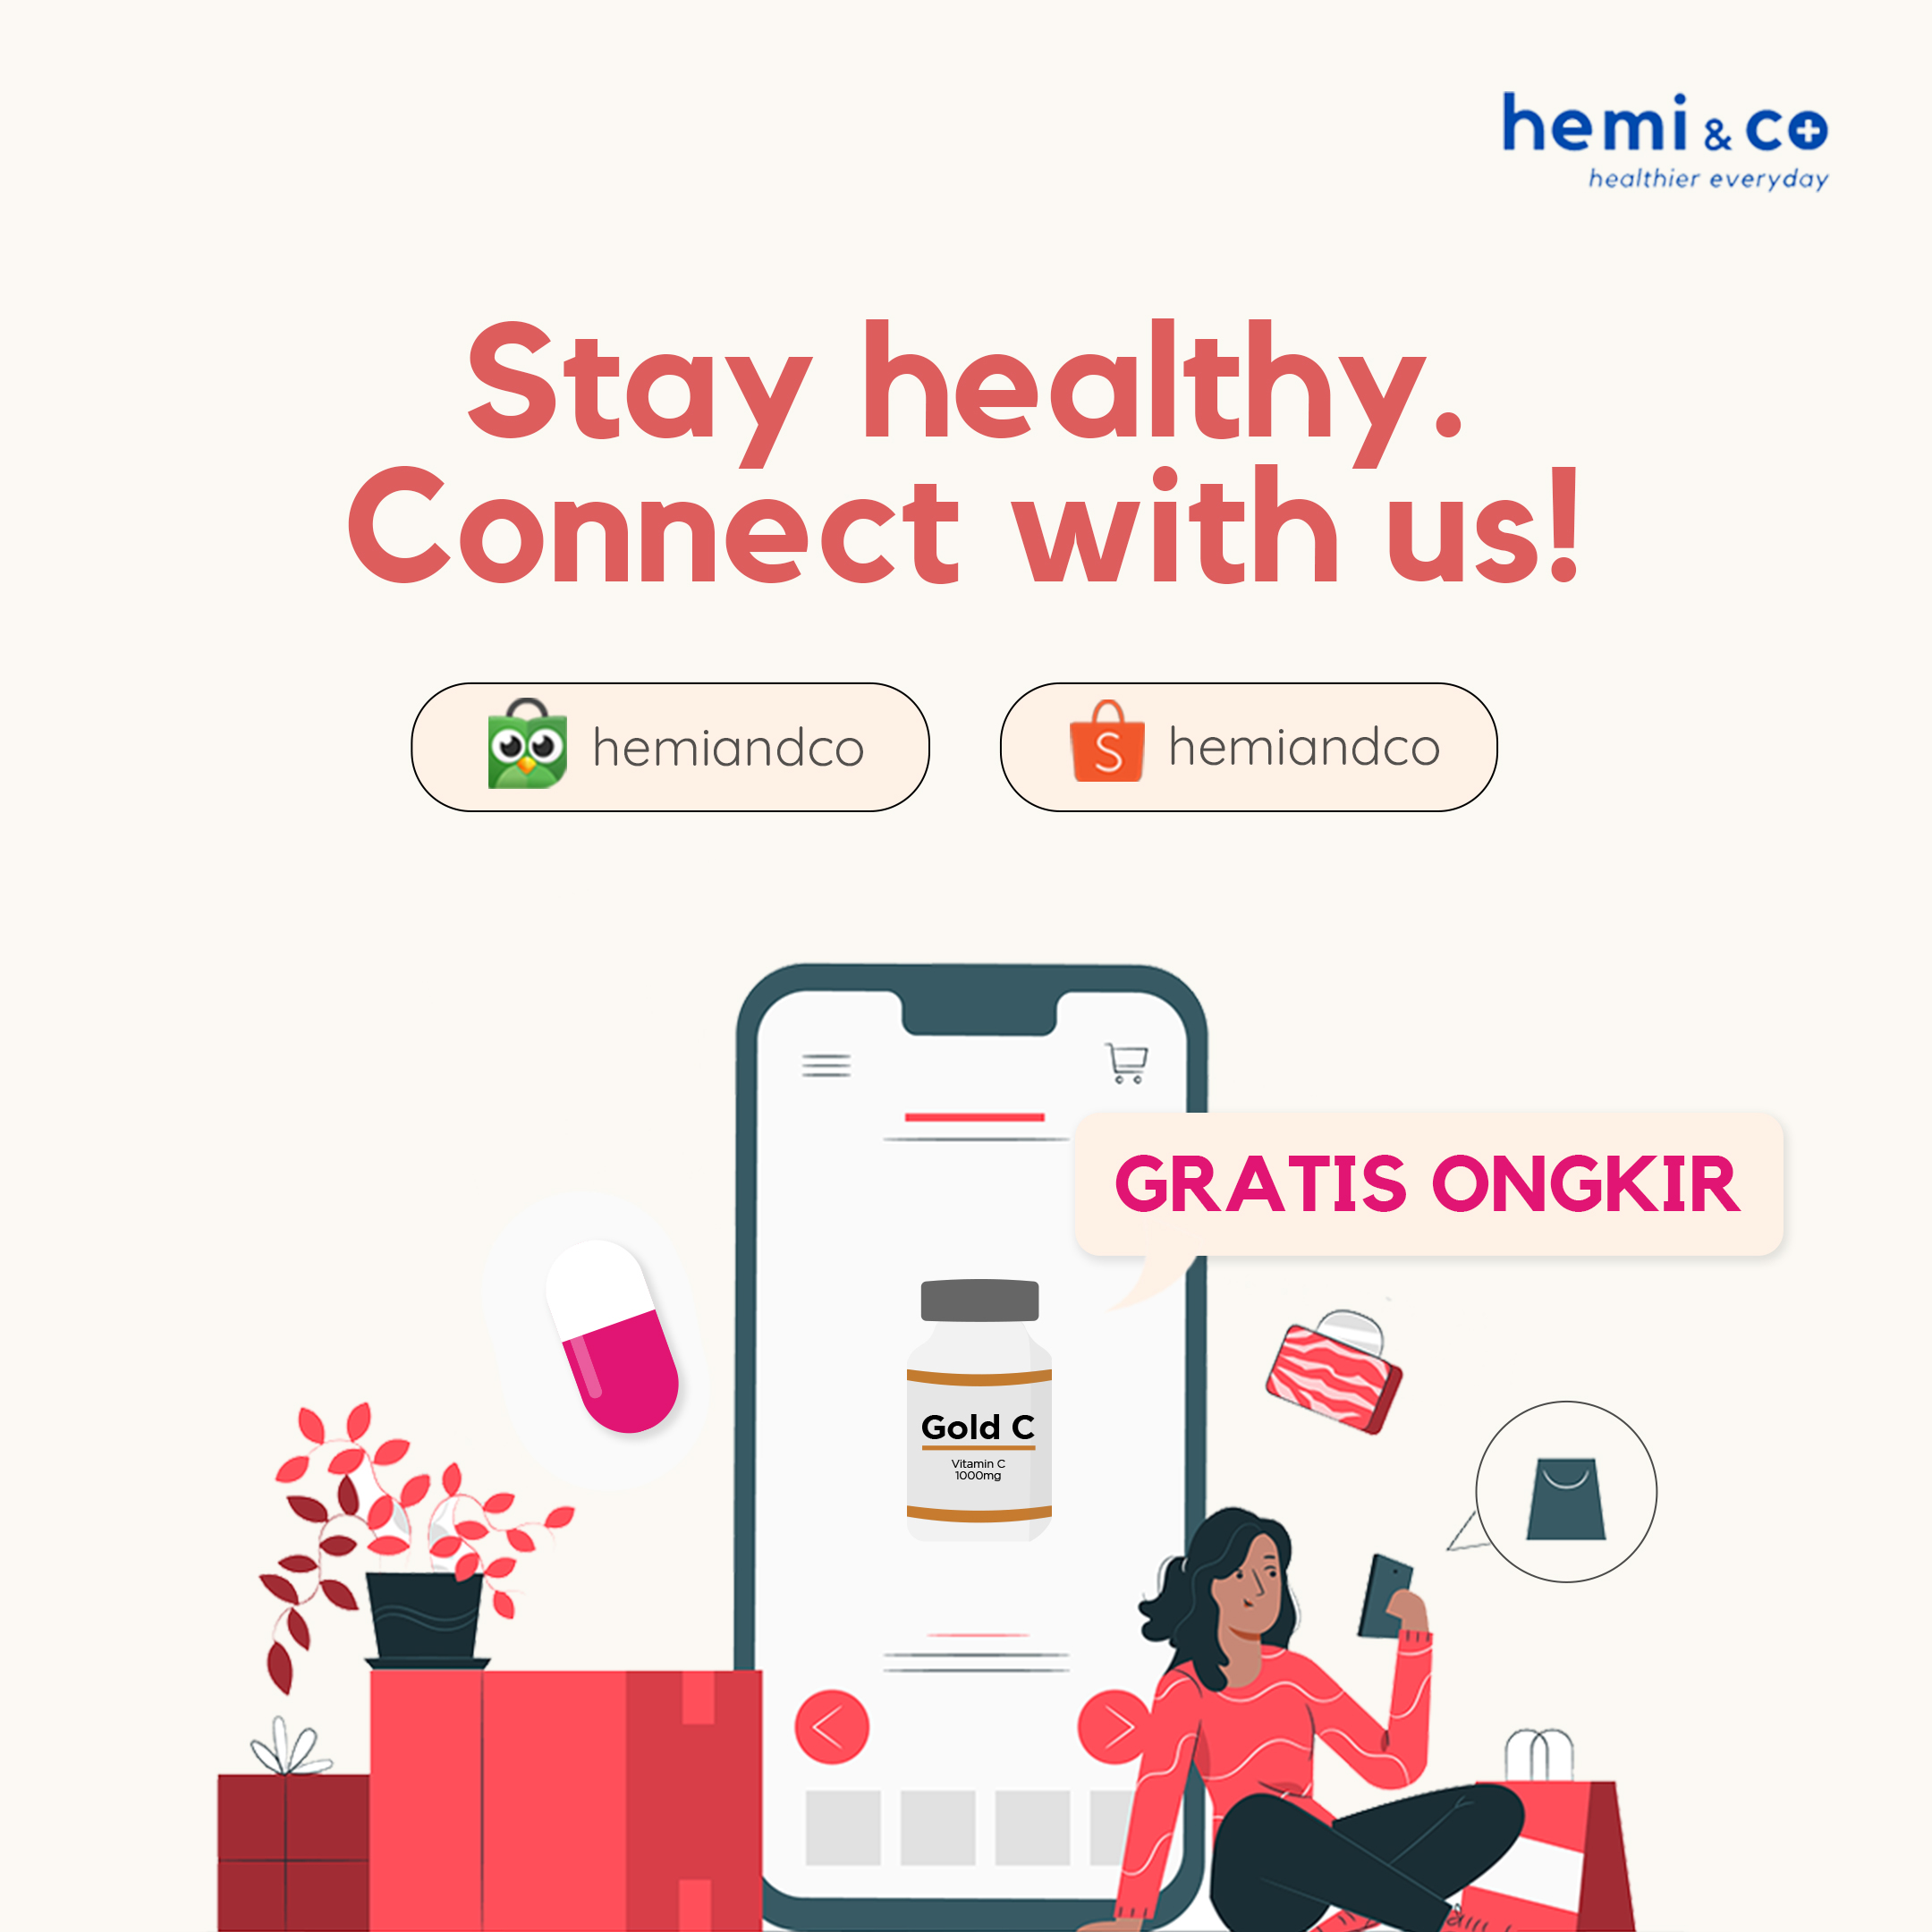 hemi & co
healthier everyday
Stay healthy.
Connect with us!
hemiandco
S hemiandco
GRATIS ONGKIR
Gold C
Vitamin C
1000mg